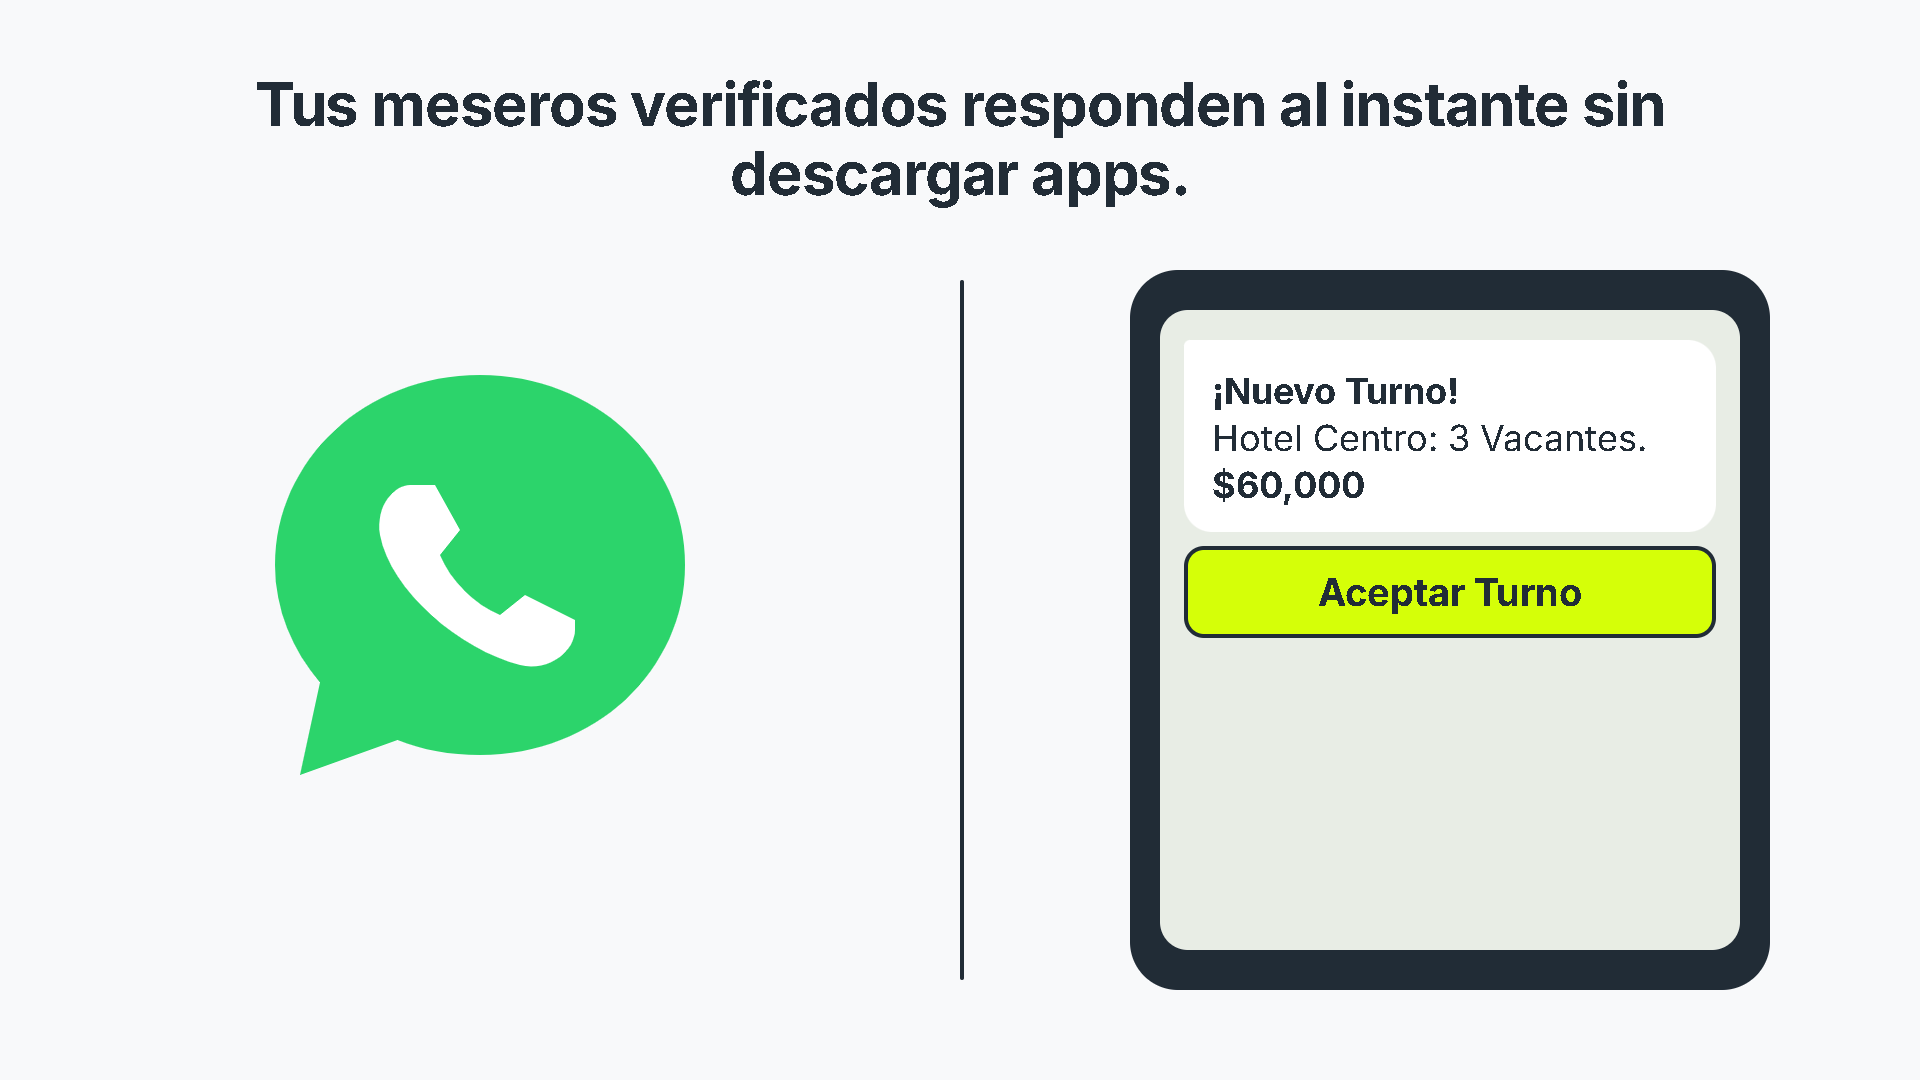 Tus meseros verificados responden al instante sin
descargar apps.
¡Nuevo Turno!
Hotel Centro: 3 Vacantes.
$60,000
Aceptar Turno